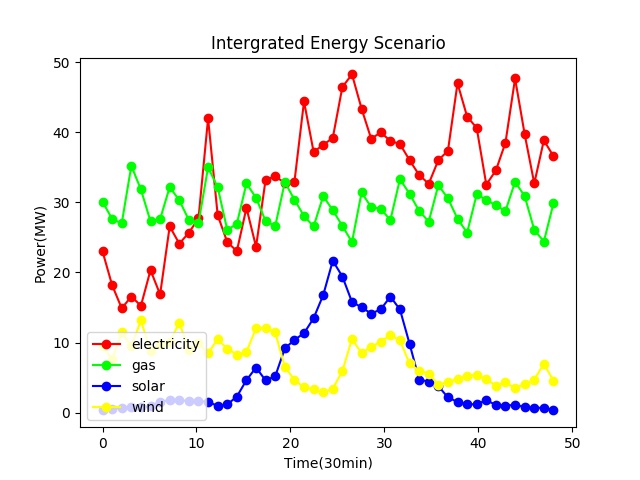 Intergrated Energy Scenario
Power(MW)
50
40
30
20
10
0
electricity
gas
solar
wind
0 10 20 30 40 50
Time(30min)